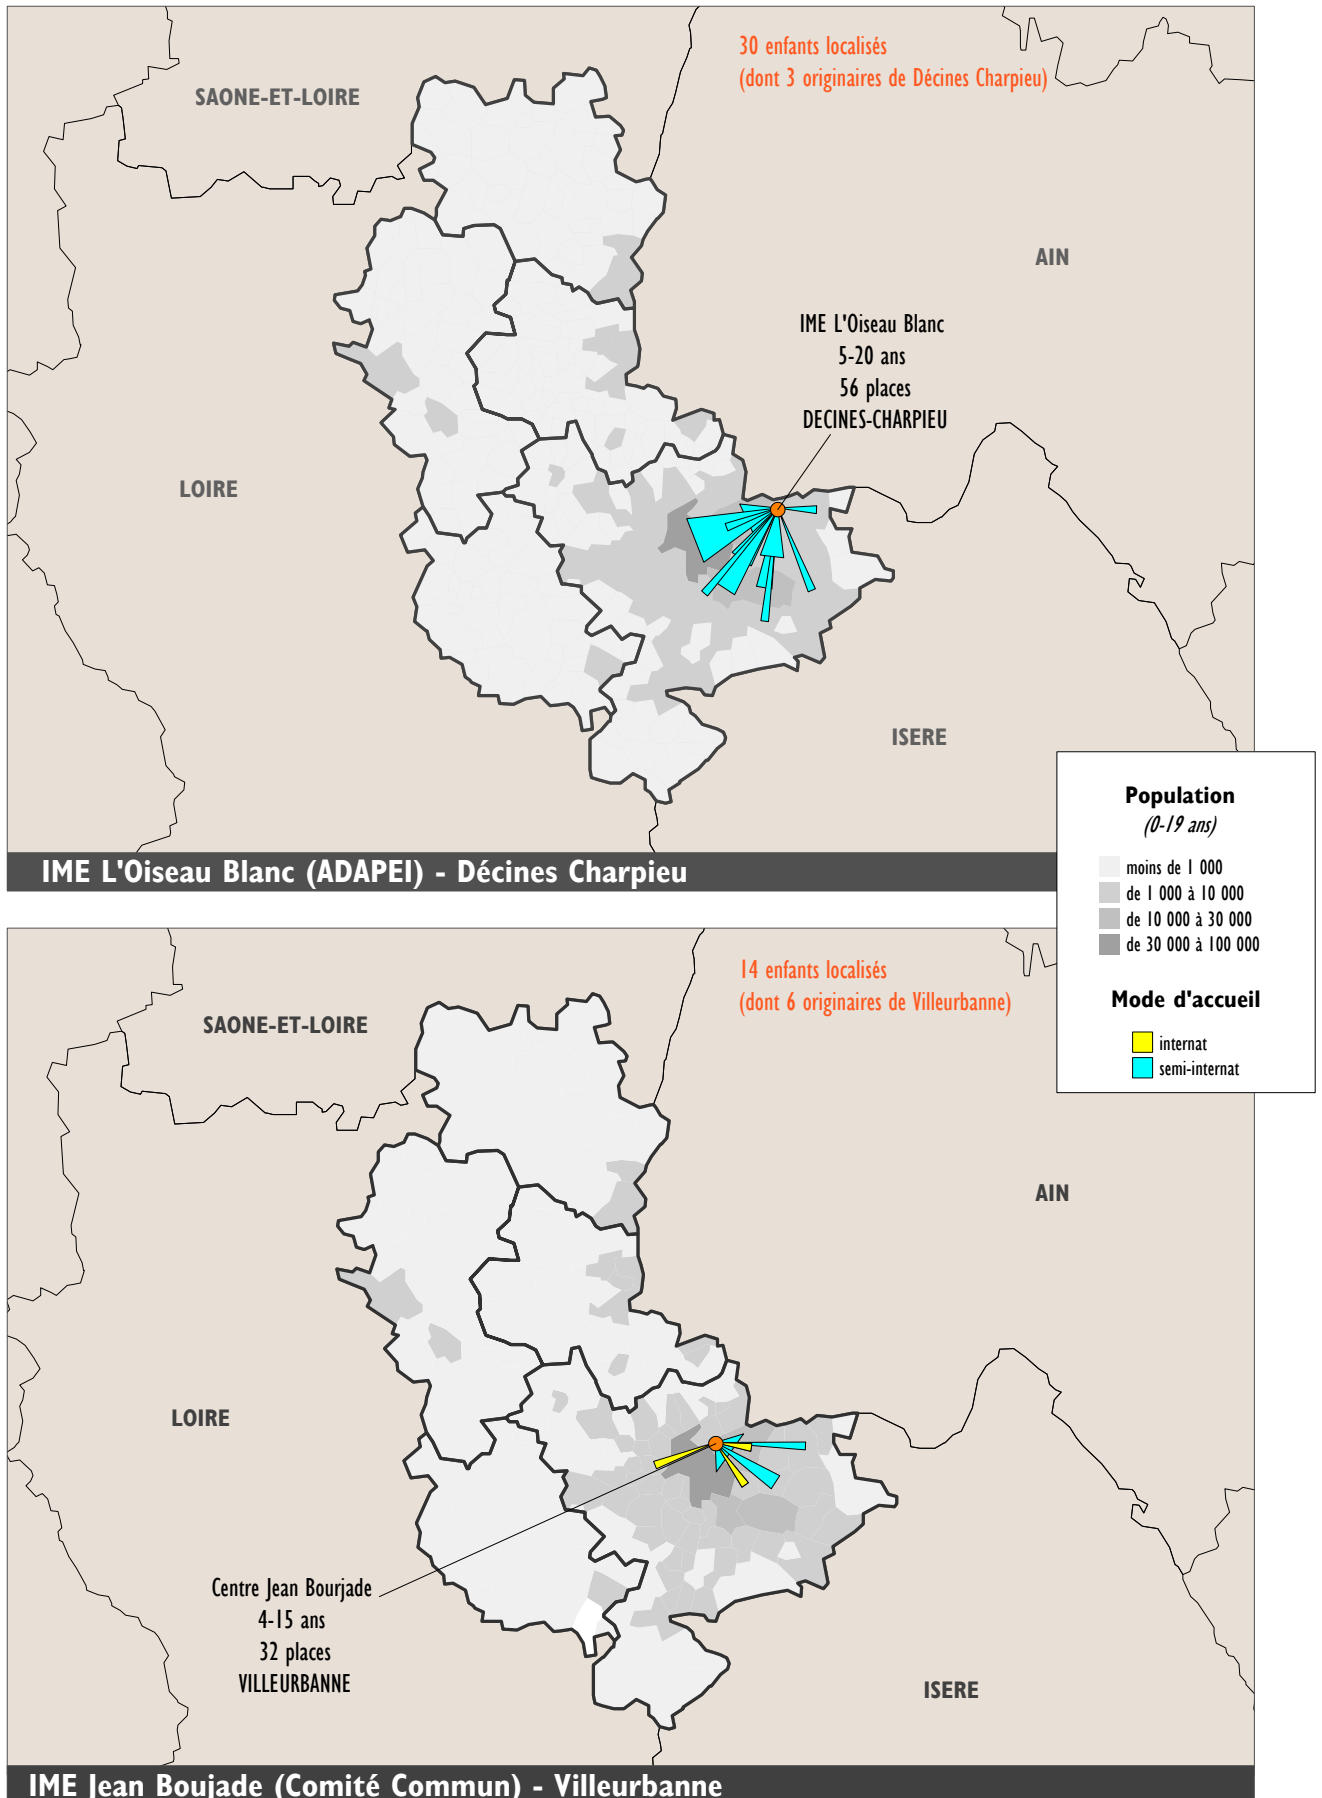 30 enfants localisés
(dont 3 originaires de Décines Charpieu)
SAONE-ET-LOIRE
AIN
IME L'Oiseau Blanc
5-20 ans
56 places
DECINES-CHARPIEU
LOIRE
ISERE
IME L'Oiseau Blanc (ADAPEI) - Décines Charpieu
Population
(0-19 ans)
moins de 1 000
de 1 000 à 10 000
de 10 000 à 30 000
de 30 000 à 100 000
Mode d'accueil
internat
semi-internat
14 enfants localisés
(dont 6 originaires de Villeurbanne)
SAONE-ET-LOIRE
AIN
LOIRE
Centre Jean Bourjade
4-15 ans
32 places
VILLEURBANNE
ISERE
IME Jean Boujade (Comité Commun) - Villeurbanne